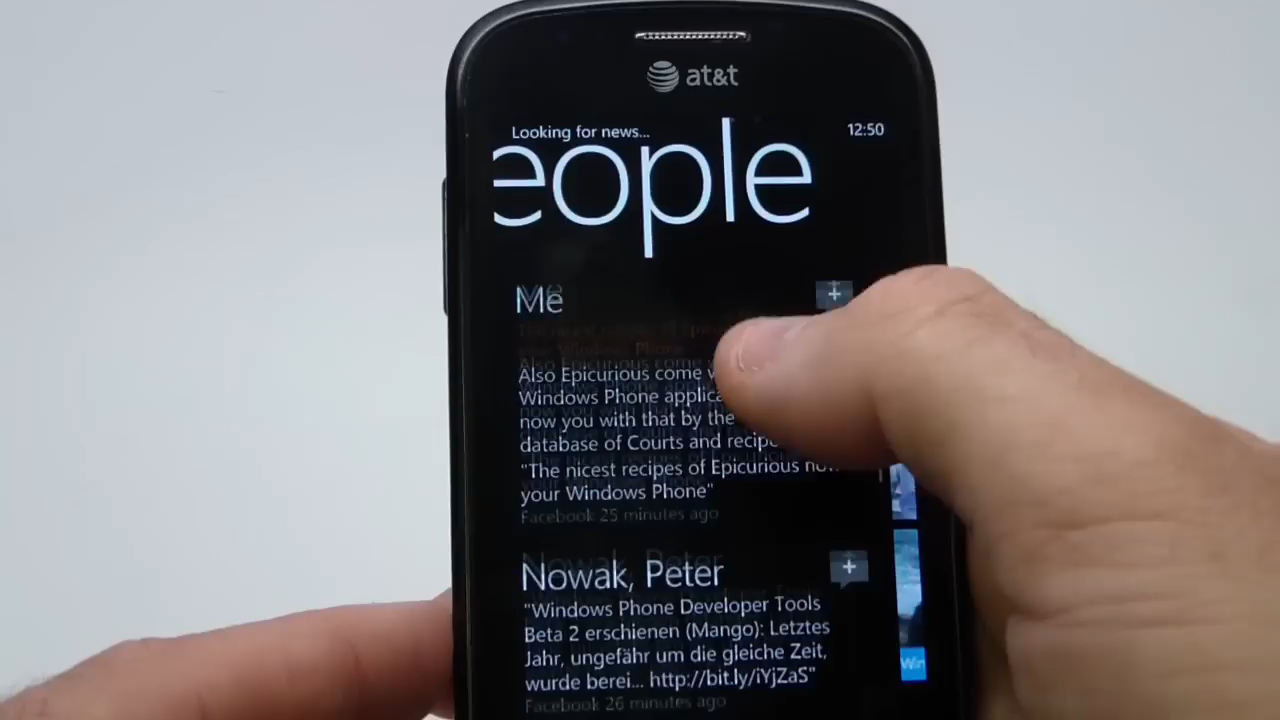 at&t
Looking for news...
12:50
eople
Me
Also Epicurious come
Windows Phone
now you with that by the
database of Courts and
"The nicest recipes of Epicurious
your Windows Phone"
Facebook 25 minutes ago
Nowak, Peter
"Windows Phone Developer Tools
Beta 2 erschienen (Mango): Letztes
Jahr, ungefähr um die gleiche Zeit,
wurde berei... http://bit.ly/iYjZaS"
Facebook 26 minutes ago